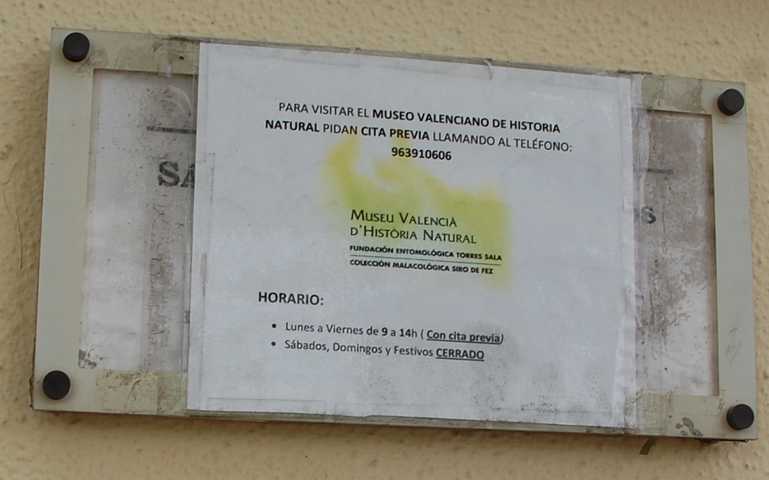 PARA VISITAR EL MUSEO VALENCIANO DE HISTORIA
NATURAL PIDAN CITA PREVIA LLAMANDO AL TELÉFONO:
963910606
MUSEU VALENCIÀ
D'HISTÒRIA NATURAL
FUNDACIÓN ENTOMOLÓGICA TORRES SALA
COLECCIÓN MALACOLÓGICA SIRO DE FEZ
HORARIO:
• Lunes a Viernes de 9 a 14h ( Con cita previa)
• Sábados, Domingos y Festivos CERRADO